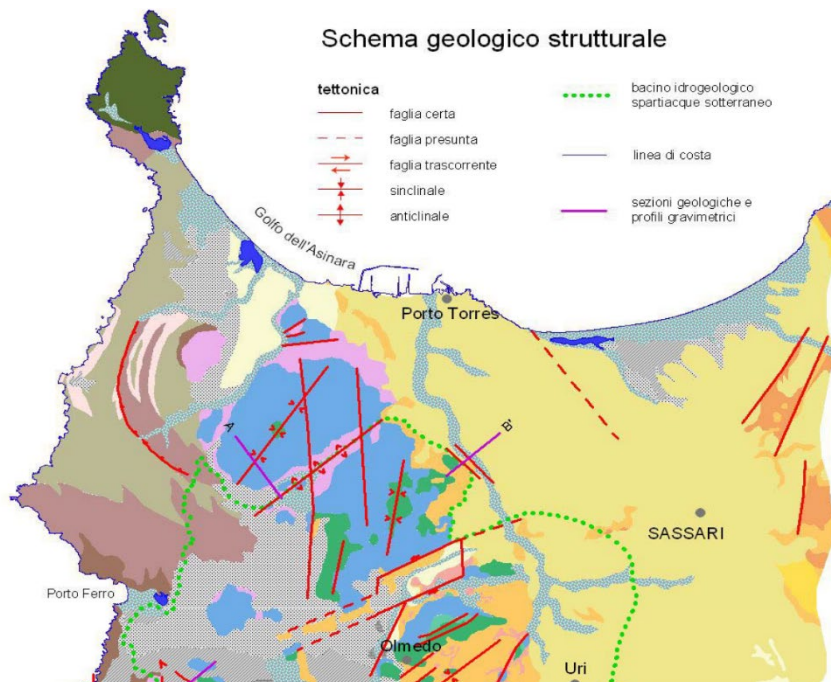 Schema geologico strutturale
tettonica
faglia certa
faglia presunta
faglia trascorrente
sinclinale
anticlinale
bacino idrogeologico
spartiacque sotterraneo
linea di costa
sezioni geologiche e
profili gravimetrici
Golfo dell'Asinara
Porto Torres
A
B'
SASSARI
Porto Ferro
Olmedo
Uri